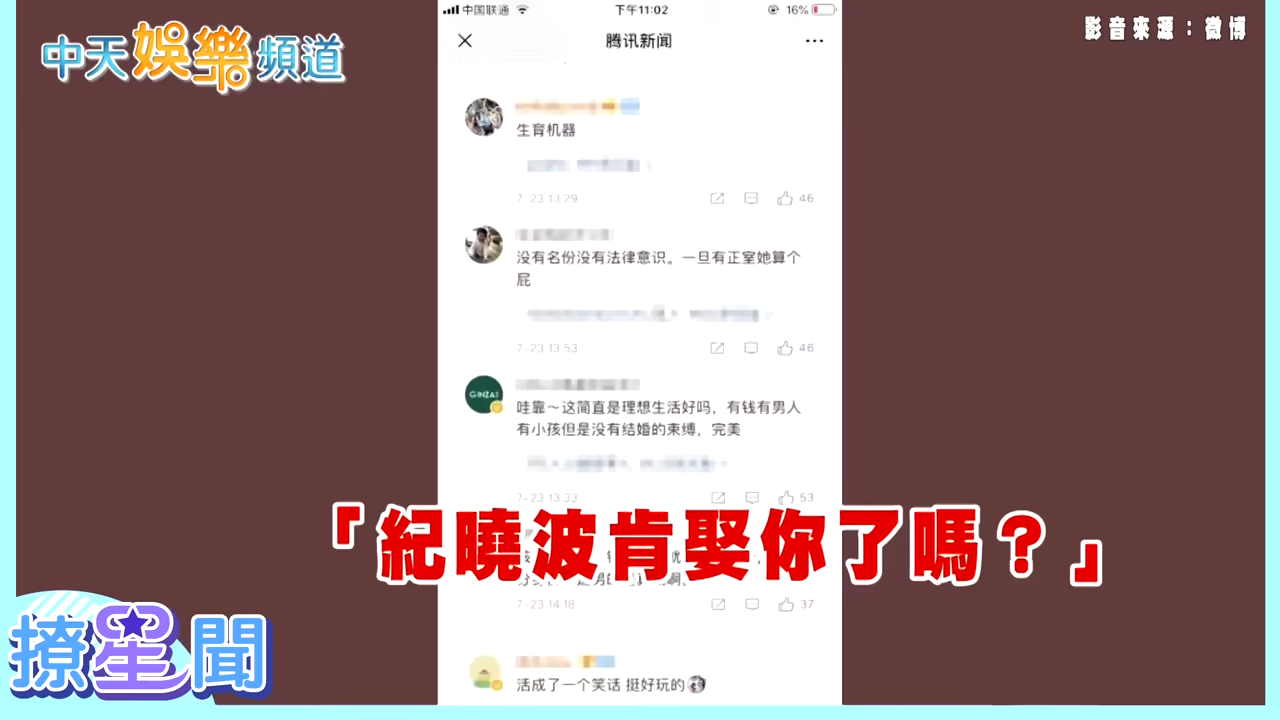 中天娛樂頻道
影音來源：微博
中国联通
下午11:02
16%
腾讯新闻
生育机器
7-23 13:29
46
没有名份没有法律意识。一旦有正室她算个
屁
7-23 13:53
46
GINZA1
哇靠～这简直是理想生活好吗，有钱有男人
有小孩但是没有结婚的束缚，完美
7-23 13:33
53
「紀曉波肯娶你了嗎？」
7-23 14:18
37
撩星聞
活成了一个笑话 挺好玩的